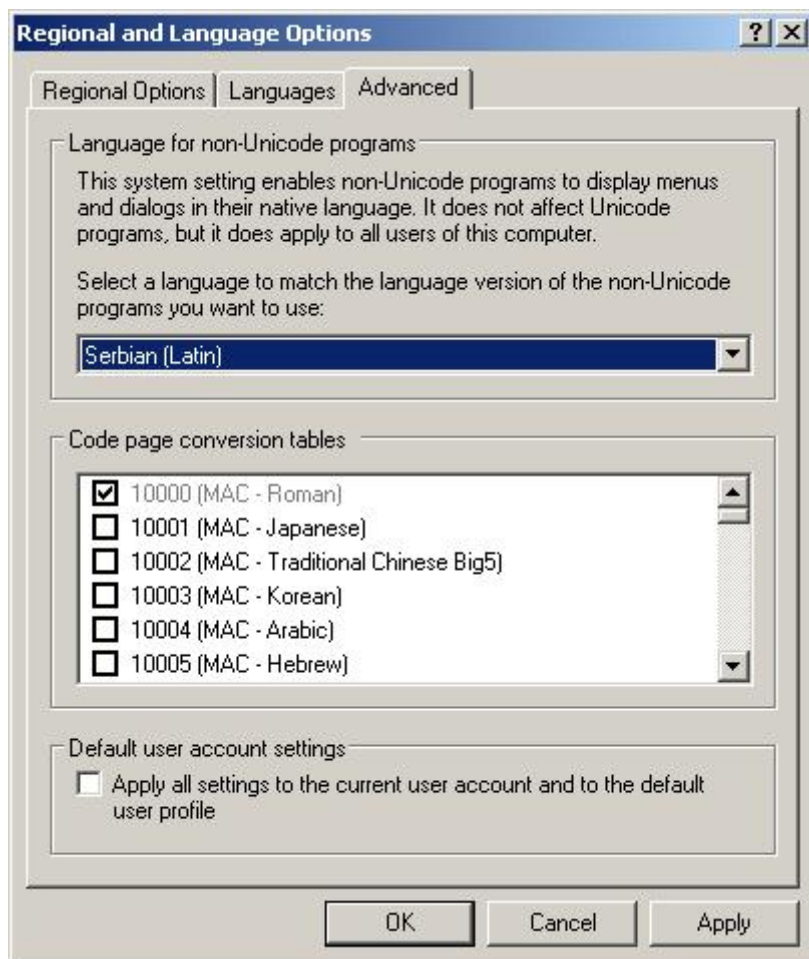 Regional and Language Options
Regional Options
Languages
Advanced
Language for non-Unicode programs
This system setting enables non-Unicode programs to display menus
and dialogs in their native language. It does not affect Unicode
programs, but it does apply to all users of this computer.
Select a language to match the language version of the non-Unicode
programs you want to use:
Serbian (Latin)
Code page conversion tables
10000 (MAC - Roman)
10001 (MAC - Japanese)
10002 (MAC - Traditional Chinese Big5)
10003 (MAC - Korean)
10004 (MAC - Arabic)
10005 (MAC - Hebrew)
Default user account settings
Apply all settings to the current user account and to the default
user profile
OK
Cancel
Apply